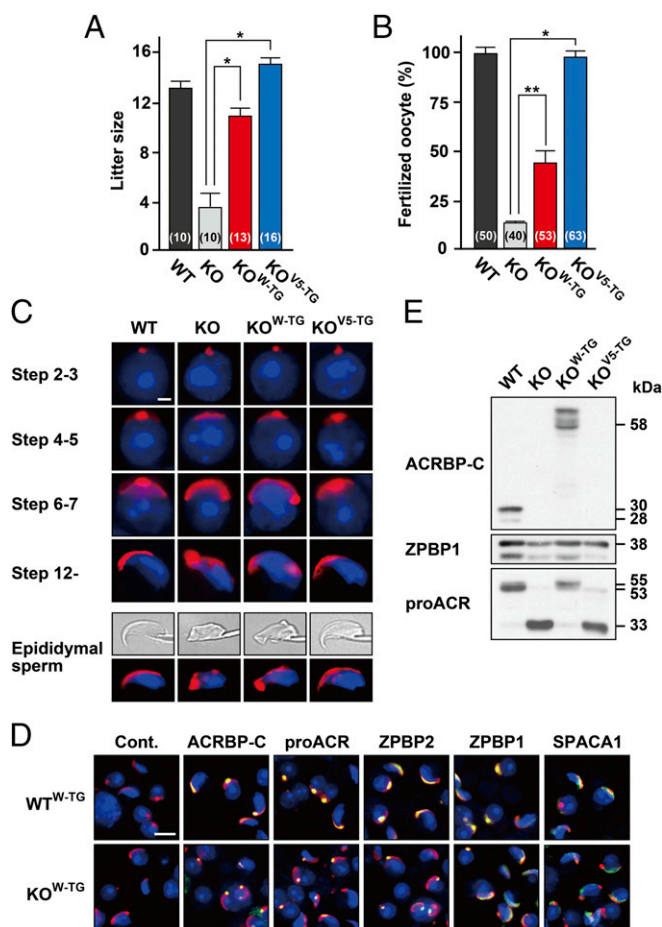 A
Litter size
16
12
8
4
0
*
*
(10) (10) (13) (16)
WT KO KO^W-TG KO^V5-TG
B
Fertilized oocyte (%)
100
75
50
25
0
*
**
(50) (40) (53) (63)
WT KO KO^W-TG KO^V5-TG
C
WT KO KO^W-TG KO^V5-TG
Step 2-3
Step 4-5
Step 6-7
Step 12-
Epididymal
sperm
E
WT KO KO^W-TG KO^V5-TG
kDa
ACRBP-C
58
30
28
ZPBP1
38
proACR
55
53
33
D
Cont. ACRBP-C proACR ZPBP2 ZPBP1 SPACA1
WT^W-TG
KO^W-TG